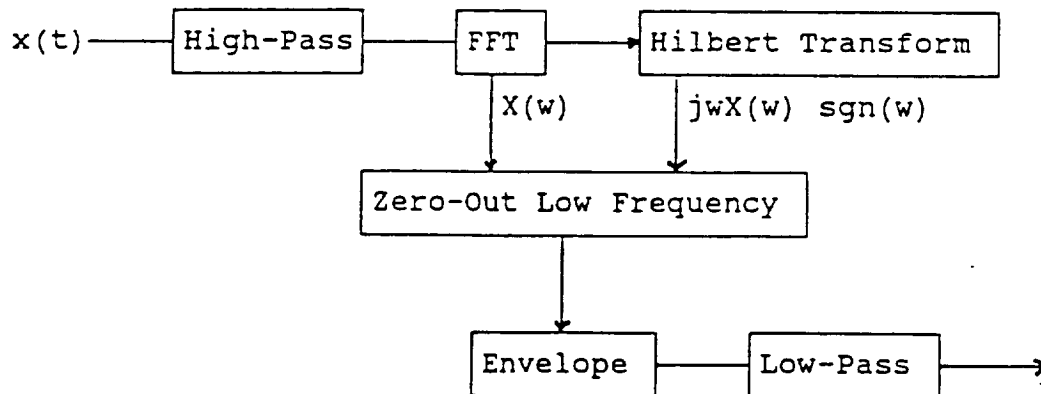 x(t)
High-Pass
FFT
Hilbert Transform
X(w)
jwX(w) sgn(w)
Zero-Out Low Frequency
Envelope
Low-Pass